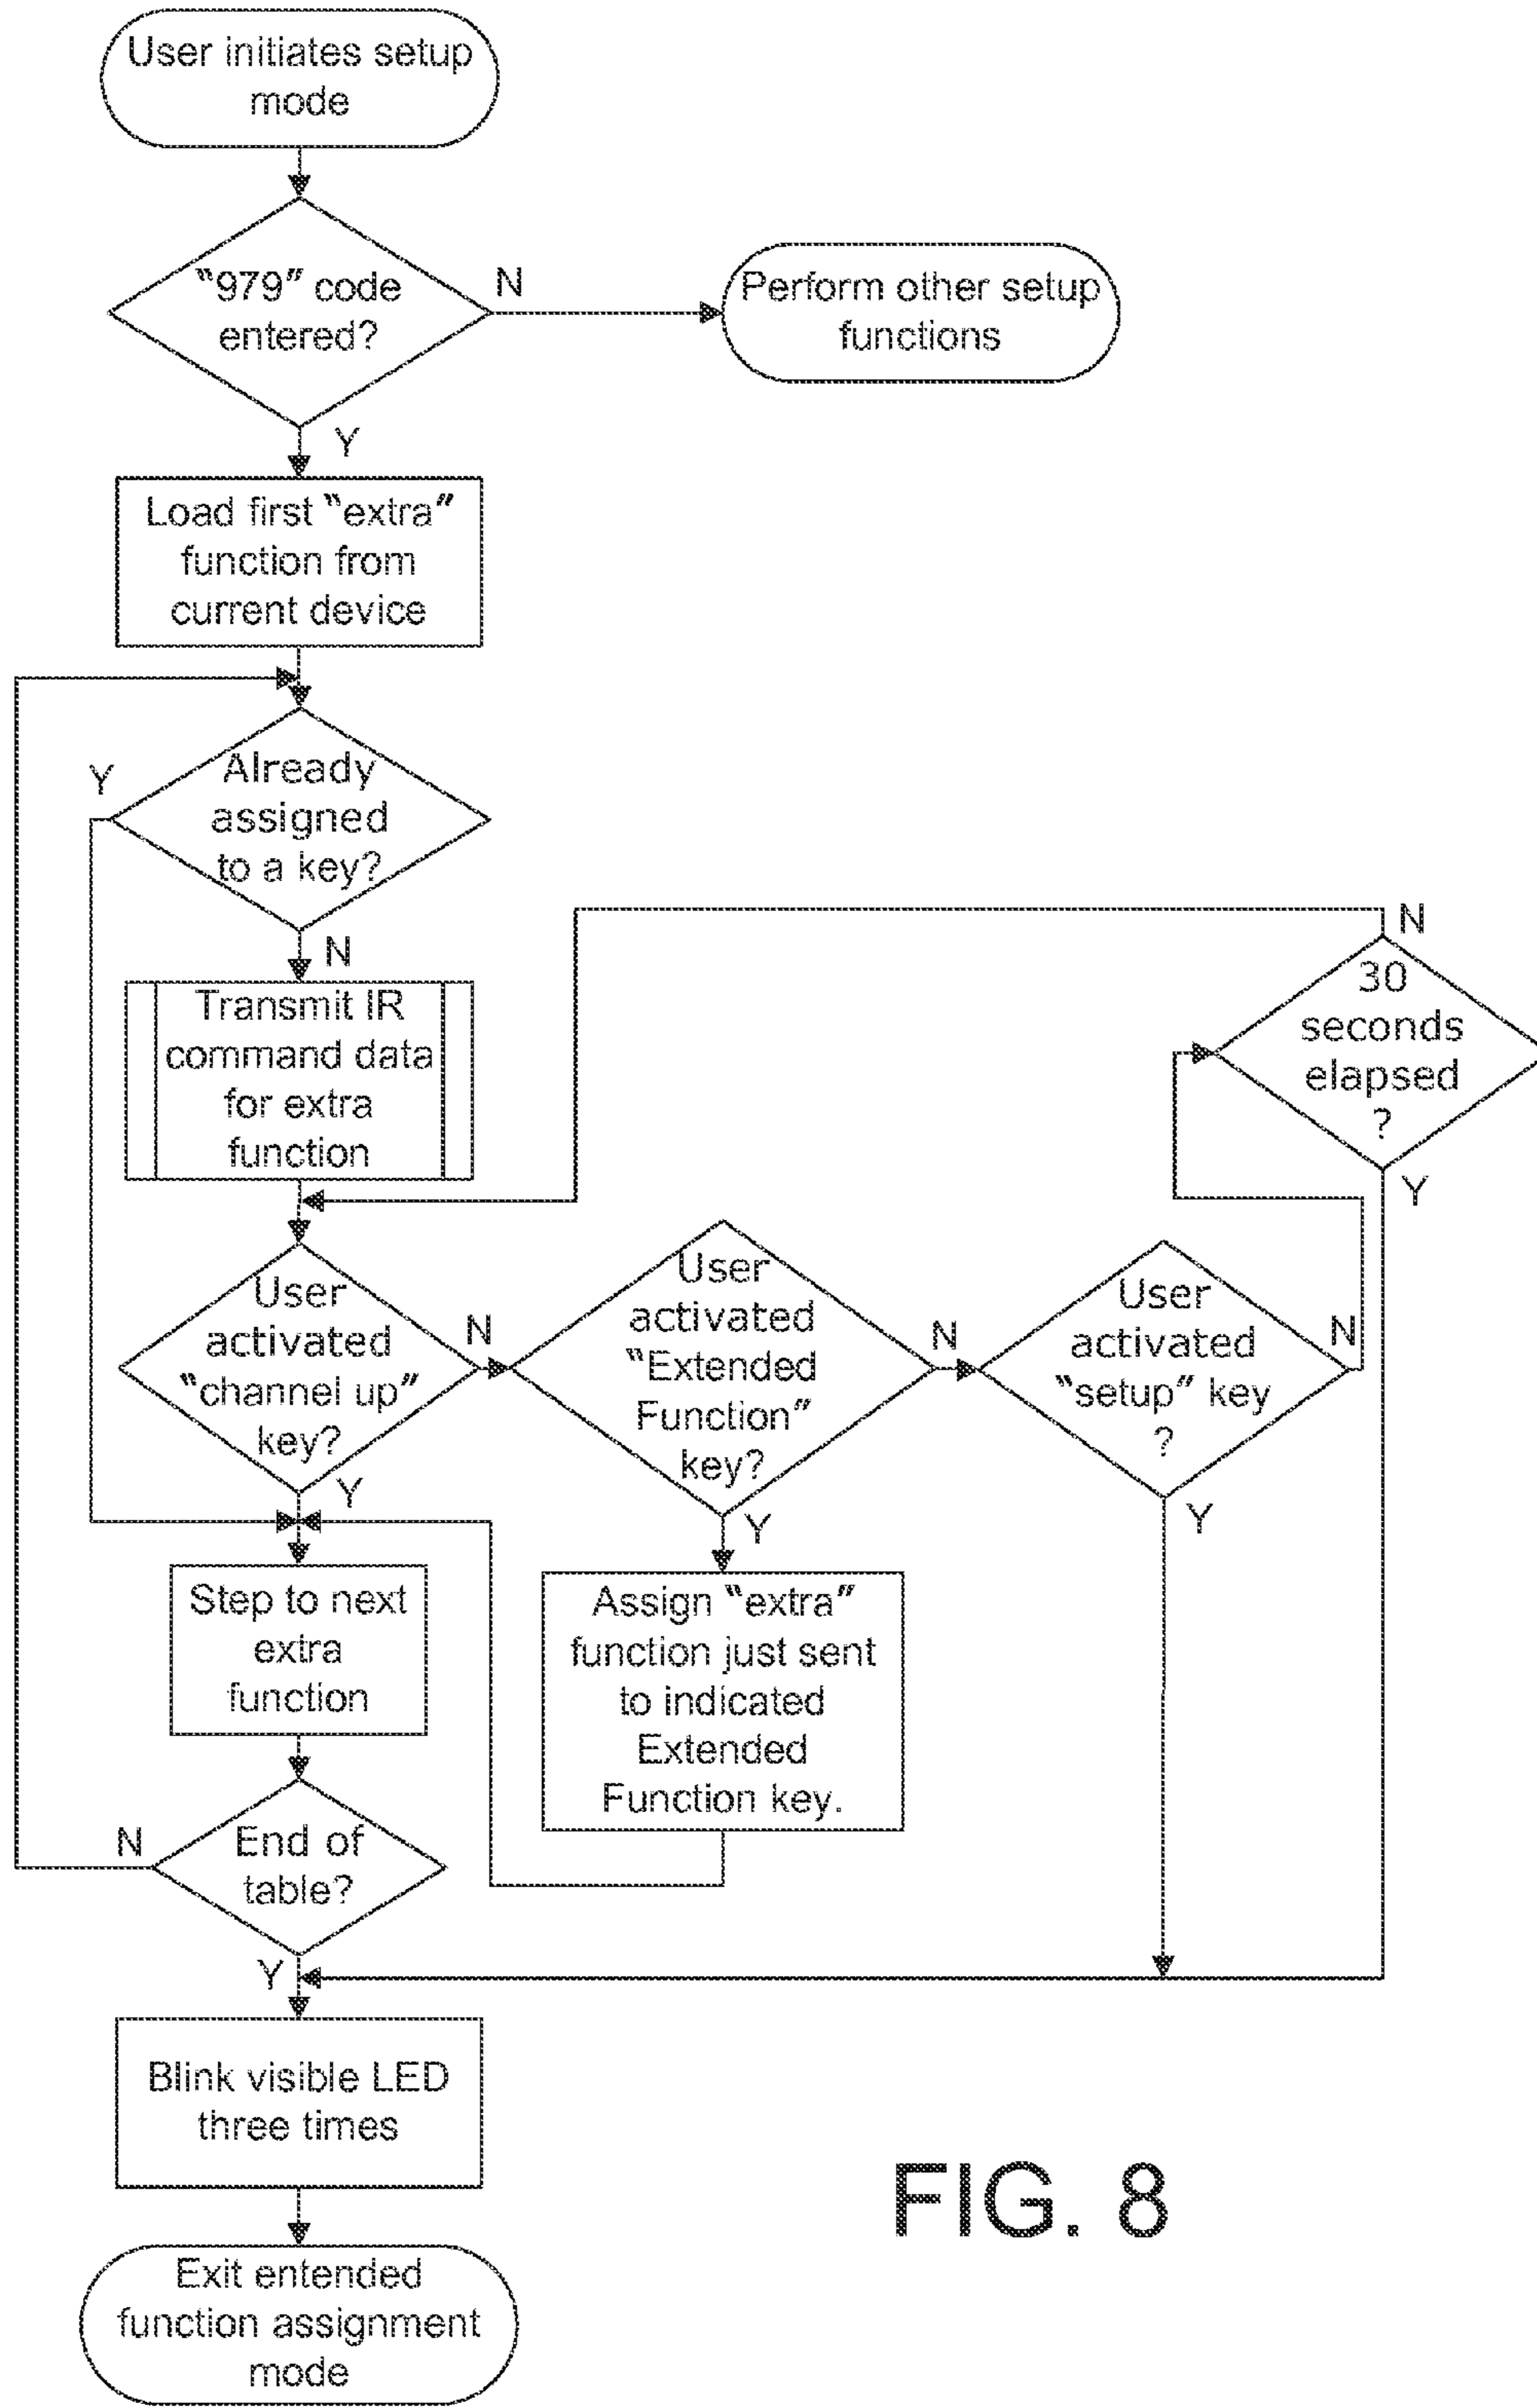 User initiates setup
mode
"979" code
entered?
N
Perform other setup
functions
Y
Load first "extra"
function from
current device
Y
Already
assigned
to a key?
N
N
30
seconds
elapsed
?
Y
Transmit IR
command data
for extra
function
User
activated
"channel up"
key?
N
Y
User
activated
"Extended
Function"
key?
N
Y
User
activated
"setup" key
?
N
Y
Step to next
extra
function
Assign "extra"
function just sent
to indicated
Extended
Function key.
N
End of
table?
Y
Blink visible LED
three times
Exit entended
function assignment
mode
FIG. 8